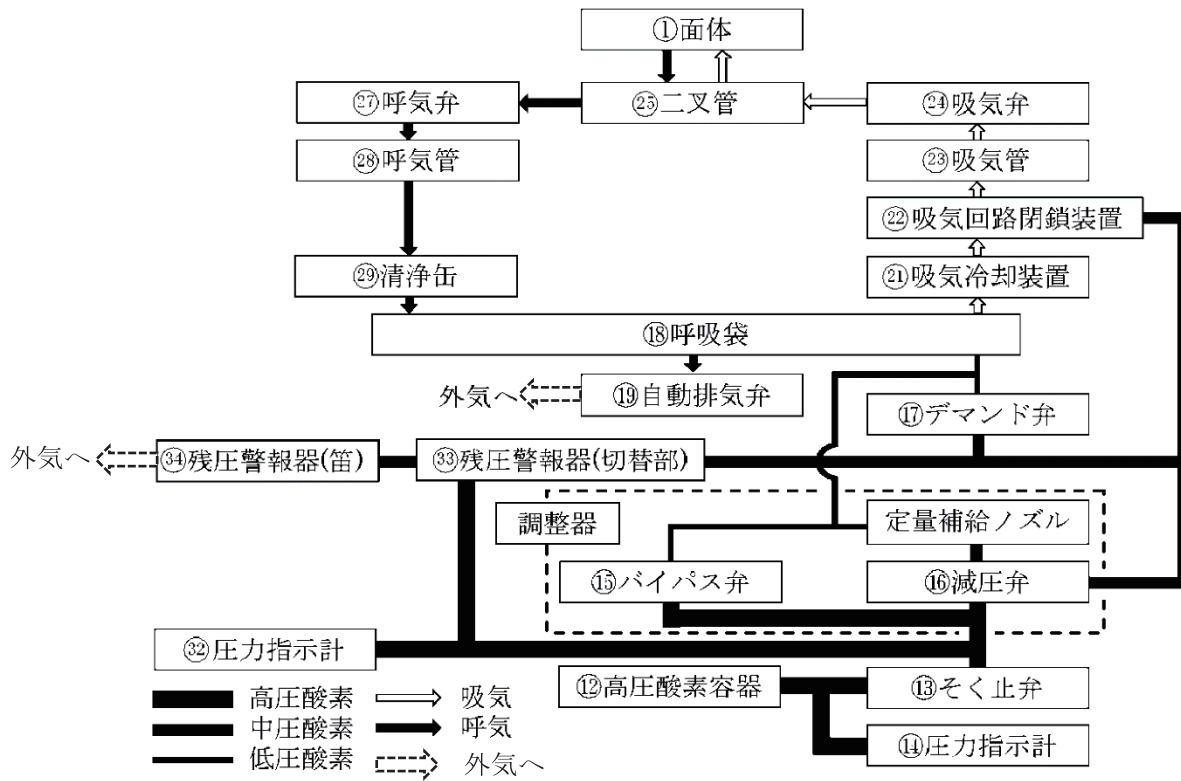 ①面体
㉗呼気弁
㉕二叉管
㉔吸気弁
㉘呼気管
㉓吸気管
㉒吸気回路閉鎖装置
㉙清浄缶
㉑吸気冷却装置
⑱呼吸袋
外気へ
⑲自動排気弁
⑰デマンド弁
外気へ
㉞残圧警報器(笛)
㉝残圧警報器(切替部)
調整器
定量補給ノズル
⑮バイパス弁
⑯減圧弁
㉜圧力指示計
⑫高圧酸素容器
⑬そく止弁
⑭圧力指示計
高圧酸素
吸気
中圧酸素
呼気
低圧酸素
外気へ